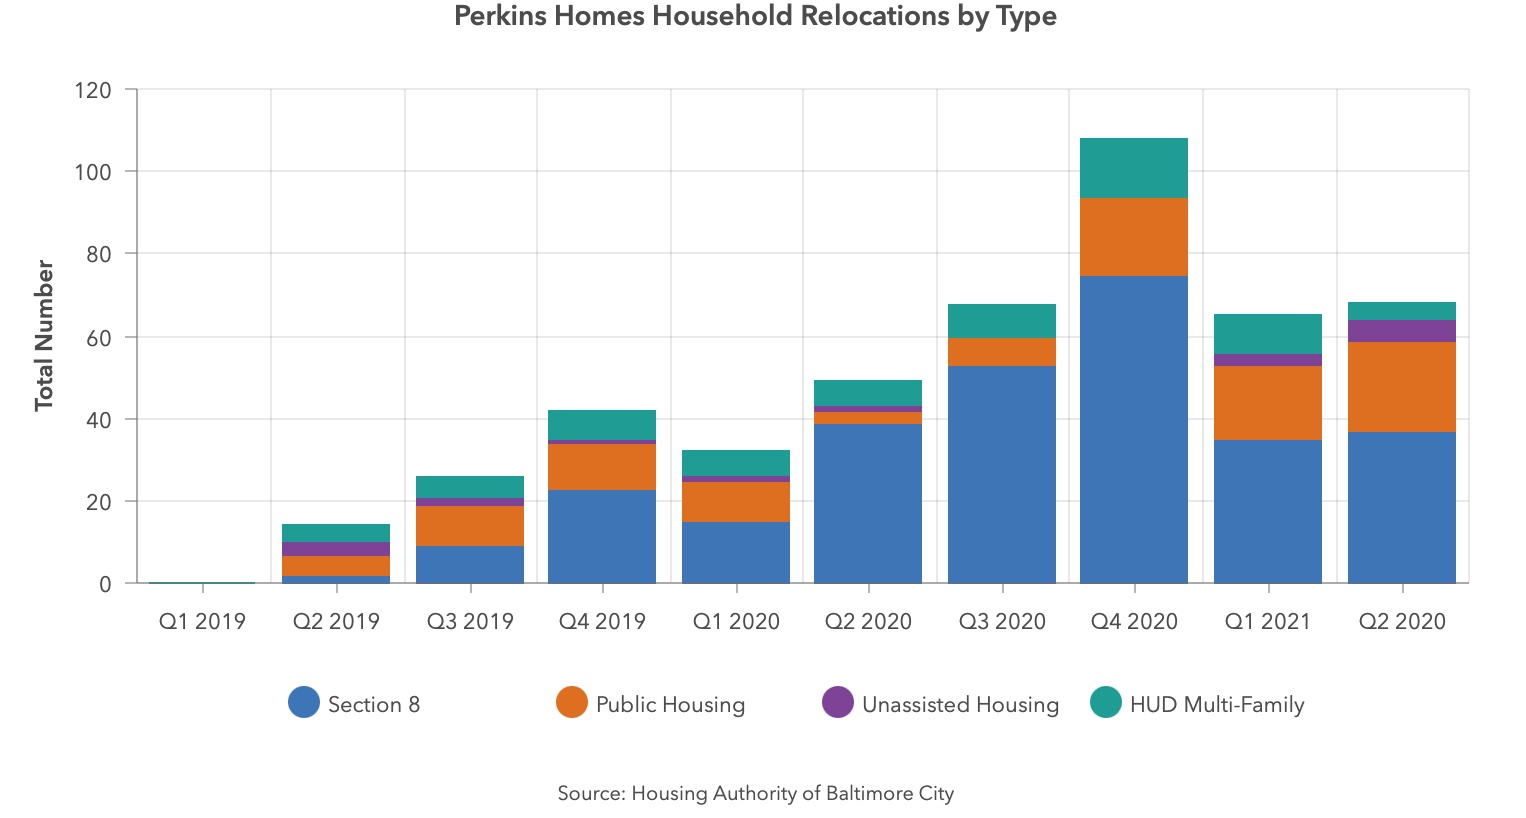 Perkins Homes Household Relocations by Type
120
100
80
60
40
20
0
Total Number
Q1 2019 Q2 2019 Q3 2019 Q4 2019 Q1 2020 Q2 2020 Q3 2020 Q4 2020 Q1 2021 Q2 2020
Section 8 Public Housing Unassisted Housing HUD Multi-Family
Source: Housing Authority of Baltimore City